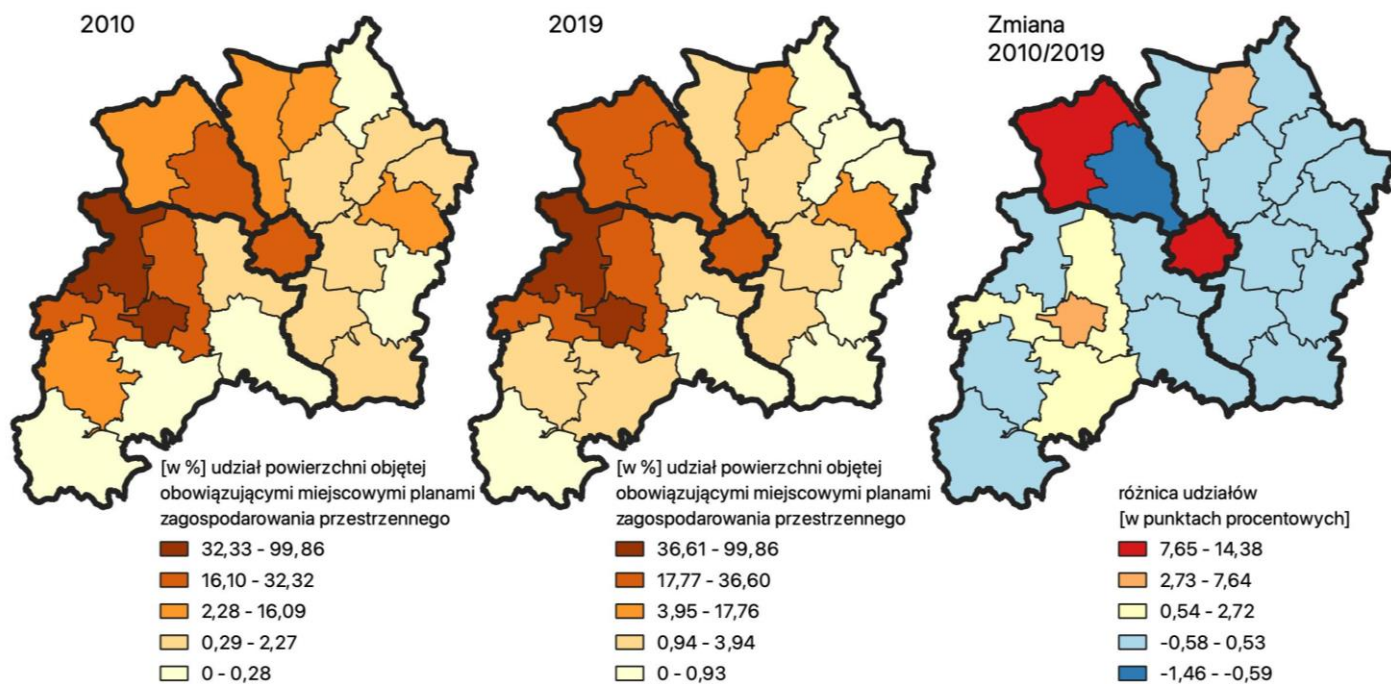 2010
[w %] udział powierzchni objętej
obowiązującymi miejscowymi planami
zagospodarowania przestrzennego
32,33 - 99,86
16,10 - 32,32
2,28 - 16,09
0,29 - 2,27
0 - 0,28
2019
[w %] udział powierzchni objętej
obowiązującymi miejscowymi planami
zagospodarowania przestrzennego
36,61 - 99,86
17,77 - 36,60
3,95 - 17,76
0,94 - 3,94
0 - 0,93
Zmiana
2010/2019
różnica udziałów
[w punktach procentowych]
7,65 - 14,38
2,73 - 7,64
0,54 - 2,72
-0,58 - 0,53
-1,46 - -0,59